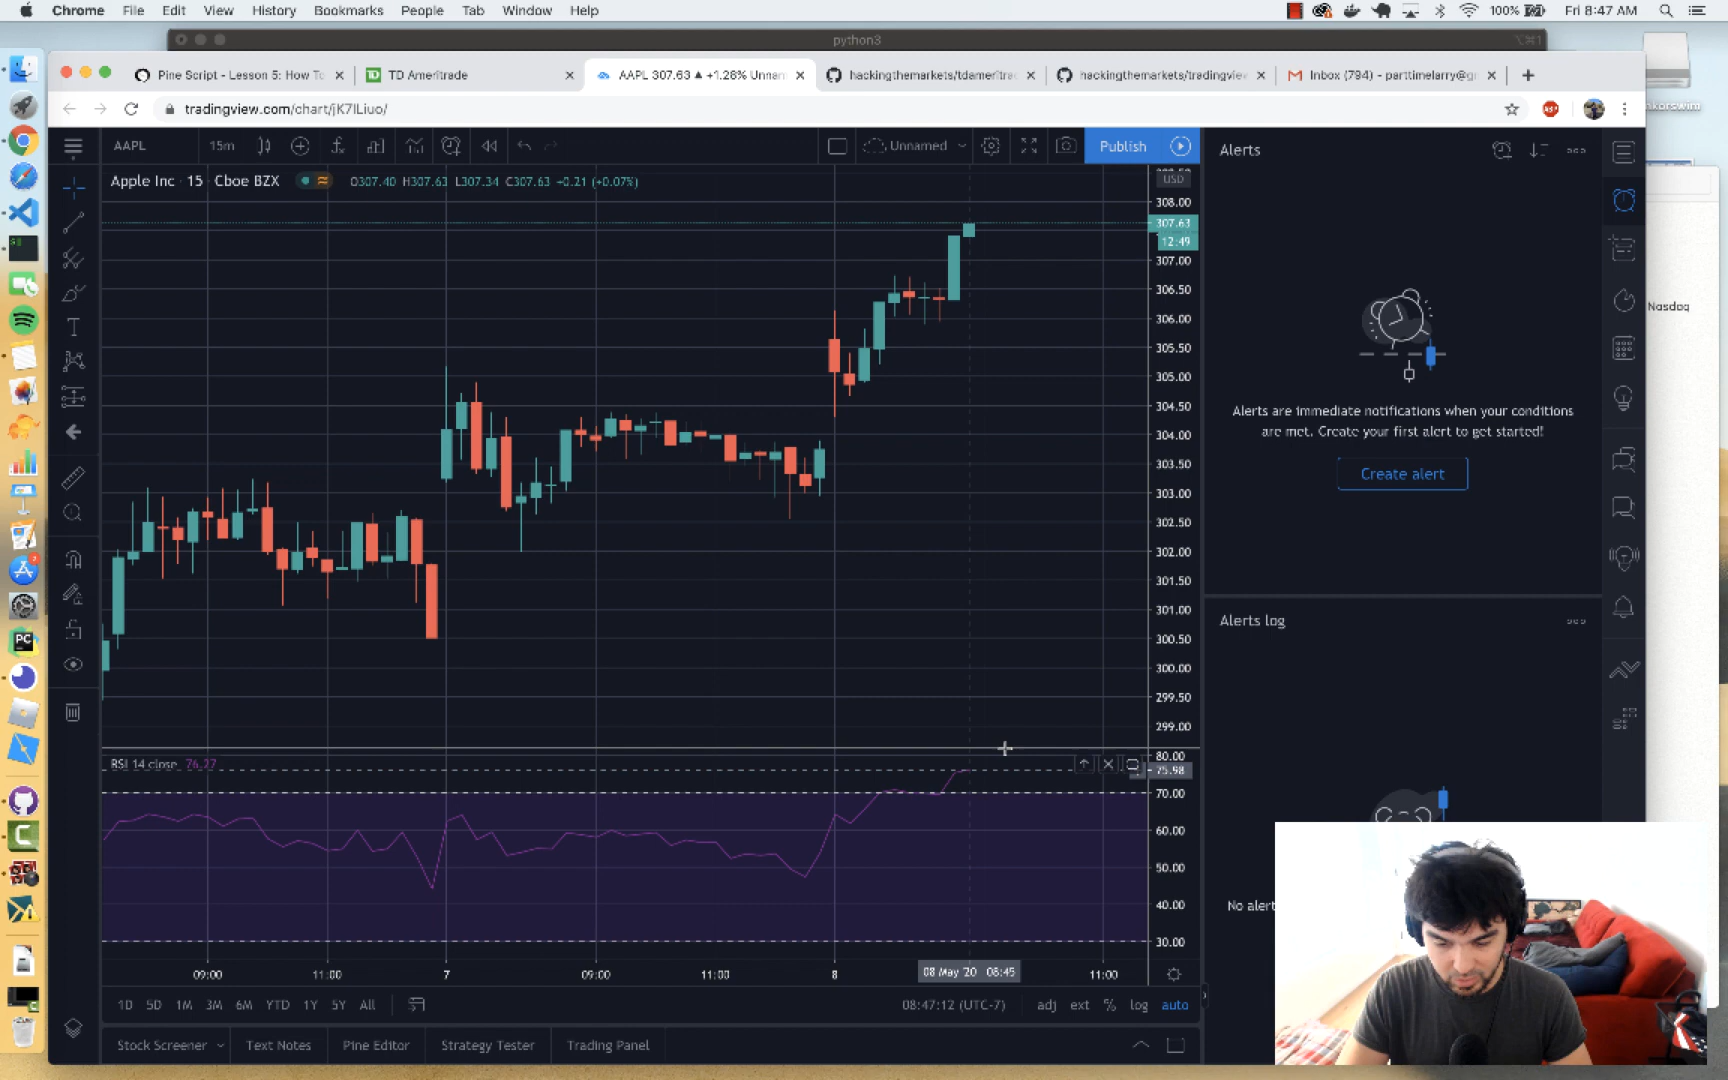 Chrome File Edit View History Bookmarks People Tab Window Help 100% Fri 8:47 AM
python3
Pine Script - Lesson 5: How To
TD Ameritrade
AAPL 307.63 ▲ +1.28% Unnam
hackingthemarkets/tdameritrad
hackingthemarkets/tradingview
Inbox (794) - parttimelarry@g
tradingview.com/chart/jK7ILiuo/
AAPL 15m Unnamed Publish
Alerts
Apple Inc · 15 · Cboe BZX O307.40 H307.63 L307.34 C307.63 +0.21 (+0.07%)
USD
308.00
307.63
12:49
307.00
306.50
306.00
305.50
305.00
304.50
304.00
303.50
303.00
302.50
302.00
301.50
301.00
300.50
300.00
299.50
299.00
Nasdaq
Alerts are immediate notifications when your conditions
are met. Create your first alert to get started!
Create alert
Alerts log
No alert
RSI 14 close 76.27
80.00
75.98
70.00
60.00
50.00
40.00
30.00
09:00 11:00 7 09:00 11:00 8 08 May '20 08:45 11:00
1D 5D 1M 3M 6M YTD 1Y 5Y All 08:47:12 (UTC-7) adj ext % log auto
Stock Screener Text Notes Pine Editor Strategy Tester Trading Panel